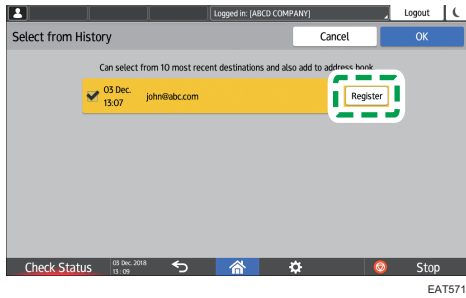 Logged in: [ABCD COMPANY]
Logout
Select from History
Cancel
OK
Can select from 10 most recent destinations and also add to address book.
03 Dec.
13:07
john@abc.com
Register
Check Status
03 Dec. 2018
13 : 09
Stop
EAT571